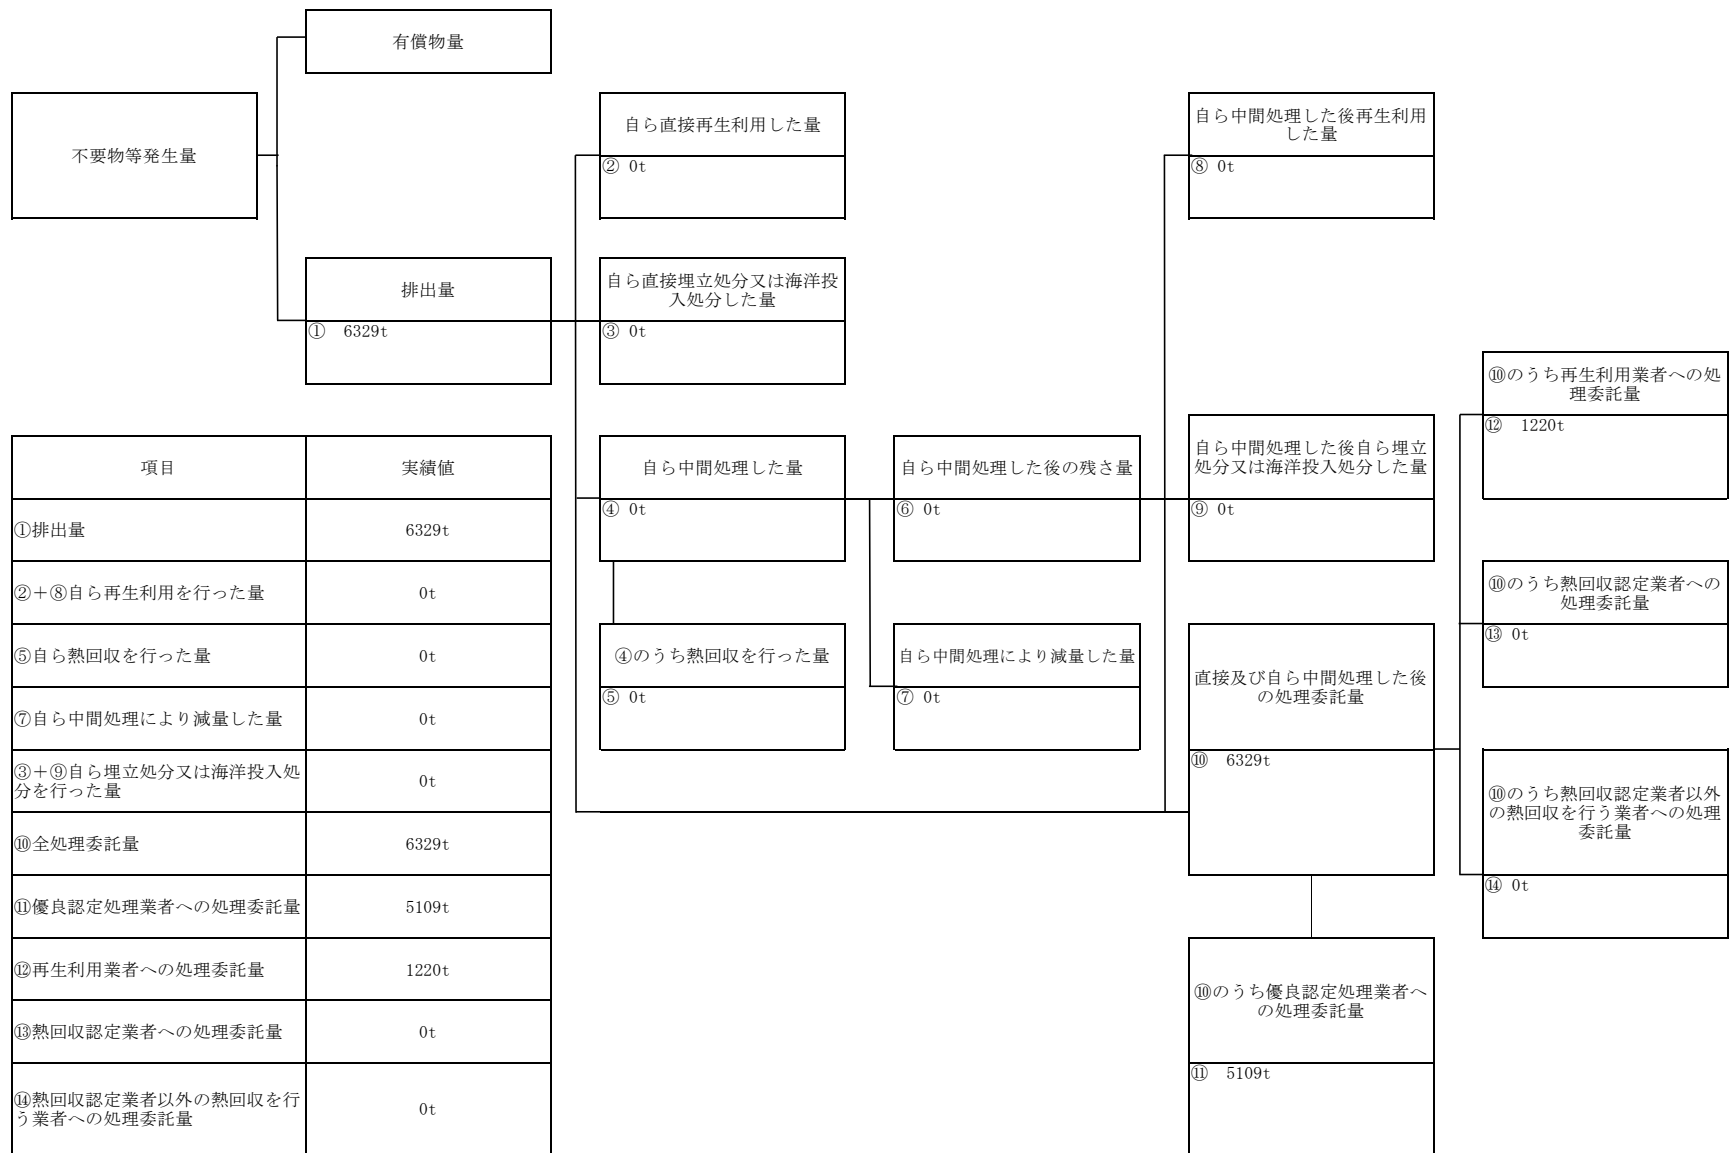 有償物量
不要物等発生量
排出量
① 6329t
自ら直接再生利用した量
② 0t
自ら直接埋立処分又は海洋投
入処分した量
③ 0t
自ら中間処理した量
④ 0t
④のうち熱回収を行った量
⑤ 0t
自ら中間処理した後の残さ量
⑥ 0t
自ら中間処理により減量した量
⑦ 0t
自ら中間処理した後再生利用
した量
⑧ 0t
自ら中間処理した後自ら埋立
処分又は海洋投入処分した量
⑨ 0t
直接及び自ら中間処理した後
の処理委託量
⑩ 6329t
⑩のうち優良認定処理業者へ
の処理委託量
⑪ 5109t
⑩のうち再生利用業者への処
理委託量
⑫ 1220t
⑩のうち熱回収認定業者への
処理委託量
⑬ 0t
⑩のうち熱回収認定業者以外
の熱回収を行う業者への処理
委託量
⑭ 0t
項目 実績値
①排出量 6329t
②＋⑧自ら再生利用を行った量 0t
⑤自ら熱回収を行った量 0t
⑦自ら中間処理により減量した量 0t
③＋⑨自ら埋立処分又は海洋投入処
分を行った量 0t
⑩全処理委託量 6329t
⑪優良認定処理業者への処理委託量 5109t
⑫再生利用業者への処理委託量 1220t
⑬熱回収認定業者への処理委託量 0t
⑭熱回収認定業者以外の熱回収を行
う業者への処理委託量 0t